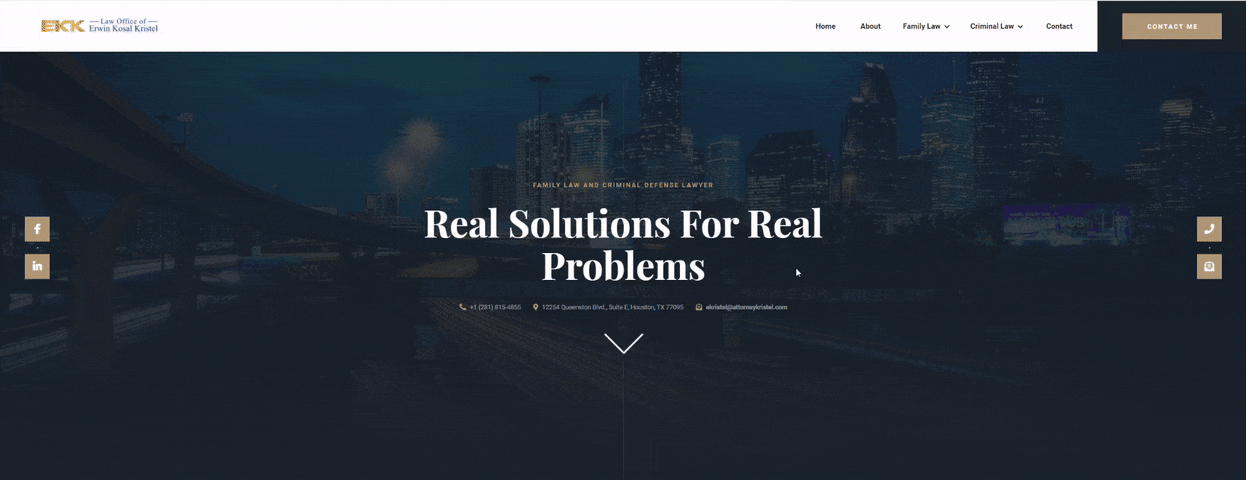 EKK Law Office of
Erwin Kosal Kristel
Home About Family Law Criminal Law Contact CONTACT ME
FAMILY LAW AND CRIMINAL DEFENSE LAWYER
Real Solutions For Real
Problems
+1 (281) 815-4855 12254 Queenston Blvd., Suite E, Houston, TX 77095 ekristel@attorneykristel.com